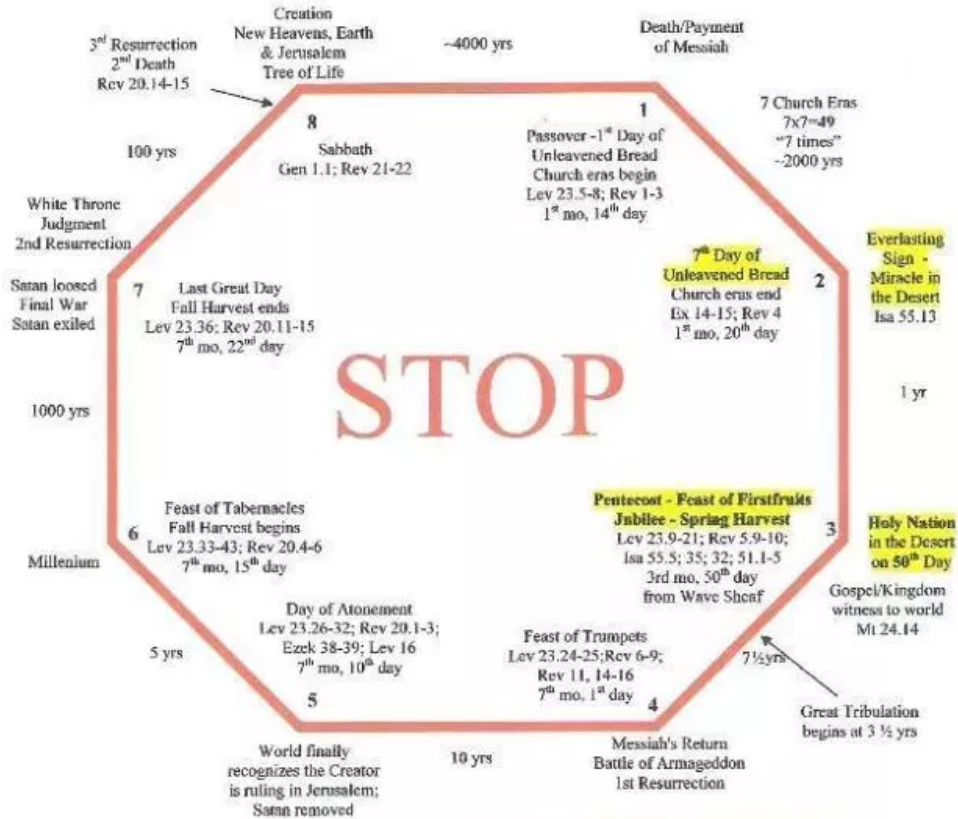 Creation
New Heavens, Earth
& Jerusalem
Tree of Life
~4000 yrs
Death/Payment
of Messiah
3rd Resurrection
2nd Death
Rev 20.14-15
8
Sabbath
Gen 1.1; Rev 21-22
1
Passover -1st Day of
Unleavened Bread
Church eras begin
Lev 23.5-8; Rev 1-3
1st mo, 14th day
7 Church Eras
7x7=49
"7 times"
~2000 yrs
100 yrs
White Throne
Judgment
2nd Resurrection
Satan loosed
Final War
Satan exiled
7
Last Great Day
Fall Harvest ends
Lev 23.36; Rev 20.11-15
7th mo, 22nd day
7th Day of
Unleavened Bread
Church eras end
Ex 14-15; Rev 4
1st mo, 20th day
2
Everlasting
Sign -
Miracle in
the Desert
Isa 55.13
STOP
1000 yrs
1 yr
6
Feast of Tabernacles
Fall Harvest begins
Lev 23.33-43; Rev 20.4-6
7th mo, 15th day
Millenium
Pentecost - Feast of Firstfruits
Jubilee - Spring Harvest
Lev 23.9-21; Rev 5.9-10;
Isa 55.5; 35; 32; 51.1-5
3rd mo, 50th day
from Wave Sheaf
3
Holy Nation
in the Desert
on 50th Day
Gospel/Kingdom
witness to world
Mt 24.14
5 yrs
Day of Atonement
Lev 23.26-32; Rev 20.1-3;
Ezek 38-39; Lev 16
7th mo, 10th day
5
Feast of Trumpets
Lev 23.24-25;Rev 6-9;
Rev 11, 14-16
7th mo, 1st day
4
7½yrs
Great Tribulation
begins at 3 ½ yrs
World finally
recognizes the Creator
is ruling in Jerusalem;
Satan removed
10 yrs
Messiah's Return
Battle of Armageddon
1st Resurrection